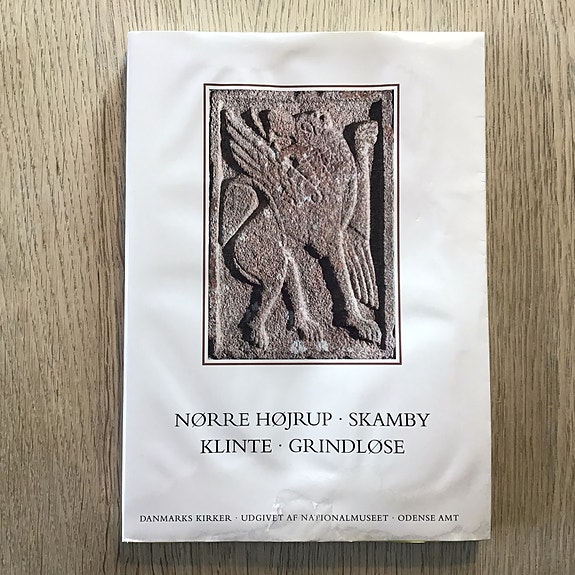 NØRRE HØJRUP · SKAMBY
KLINTE · GRINDLØSE
DANMARKS KIRKER · UDGIVET AF NATIONALMUSEET · ODENSE AMT